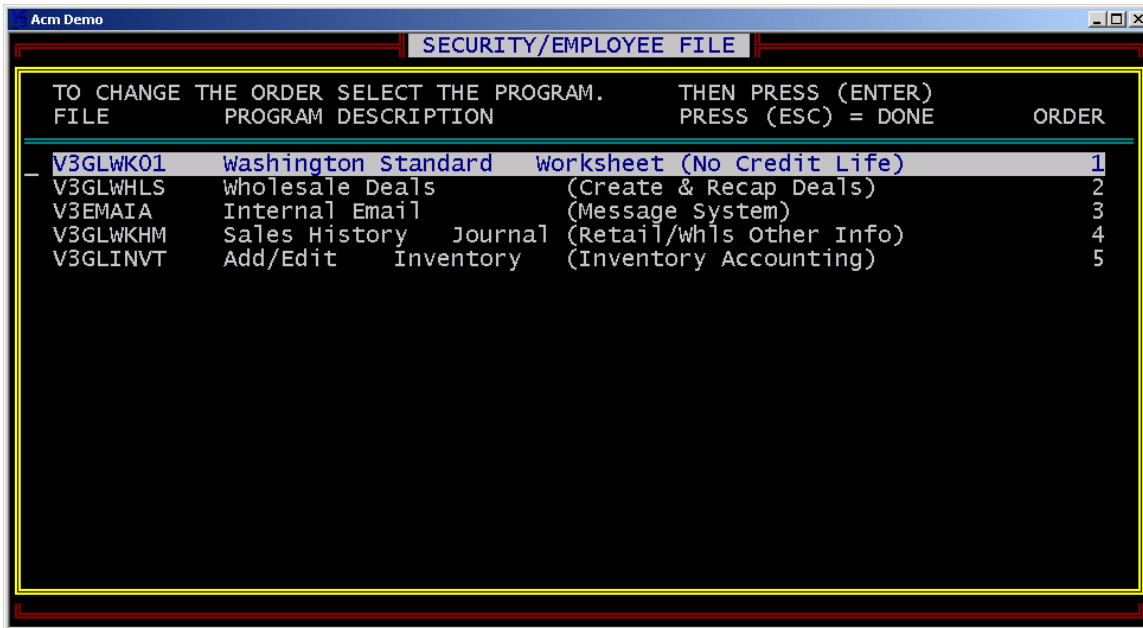 Acm Demo
SECURITY/EMPLOYEE FILE
TO CHANGE THE ORDER SELECT THE PROGRAM. THEN PRESS (ENTER)
FILE PROGRAM DESCRIPTION PRESS (ESC) = DONE ORDER
V3GLWKO1 Washington Standard Worksheet (No Credit Life) 1
V3GLWHLS Wholesale Deals (Create & Recap Deals) 2
V3EMAIA Internal Email (Message System) 3
V3GLWKHM Sales History Journal (Retail/Whls Other Info) 4
V3GLINVT Add/Edit Inventory (Inventory Accounting) 5